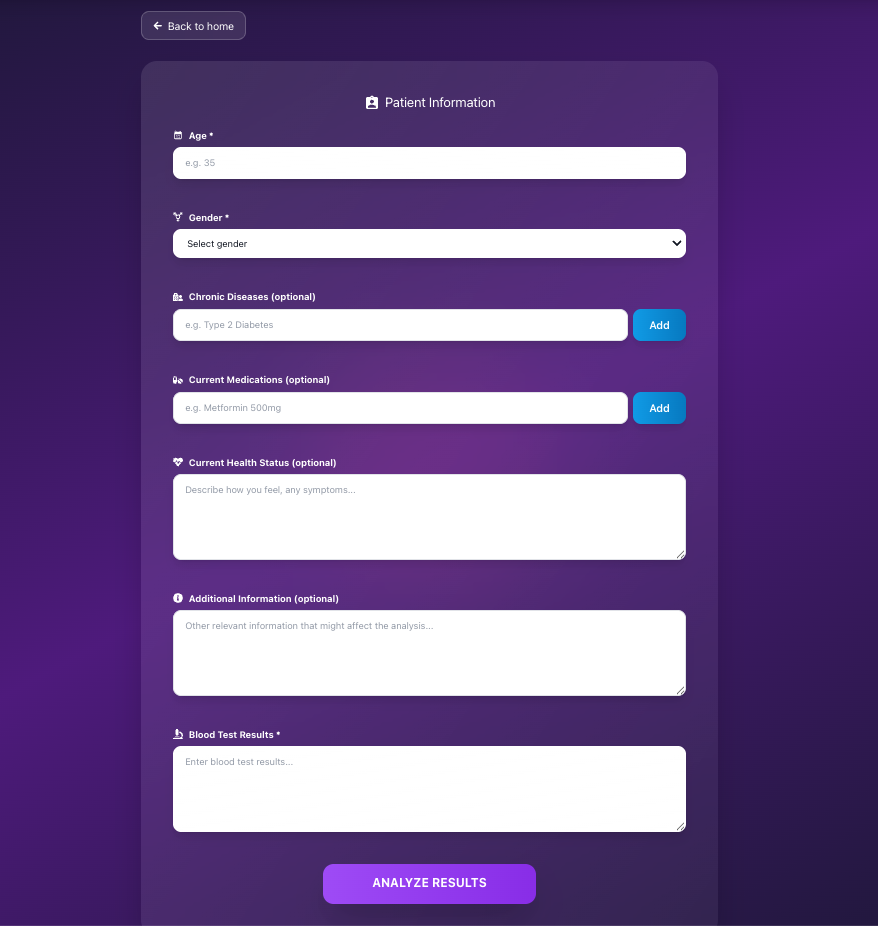 Back to home
Patient Information
Age *
e.g. 35
Gender *
Select gender
Chronic Diseases (optional)
e.g. Type 2 Diabetes
Add
Current Medications (optional)
e.g. Metformin 500mg
Add
Current Health Status (optional)
Describe how you feel, any symptoms...
Additional Information (optional)
Other relevant information that might affect the analysis...
Blood Test Results *
Enter blood test results...
ANALYZE RESULTS